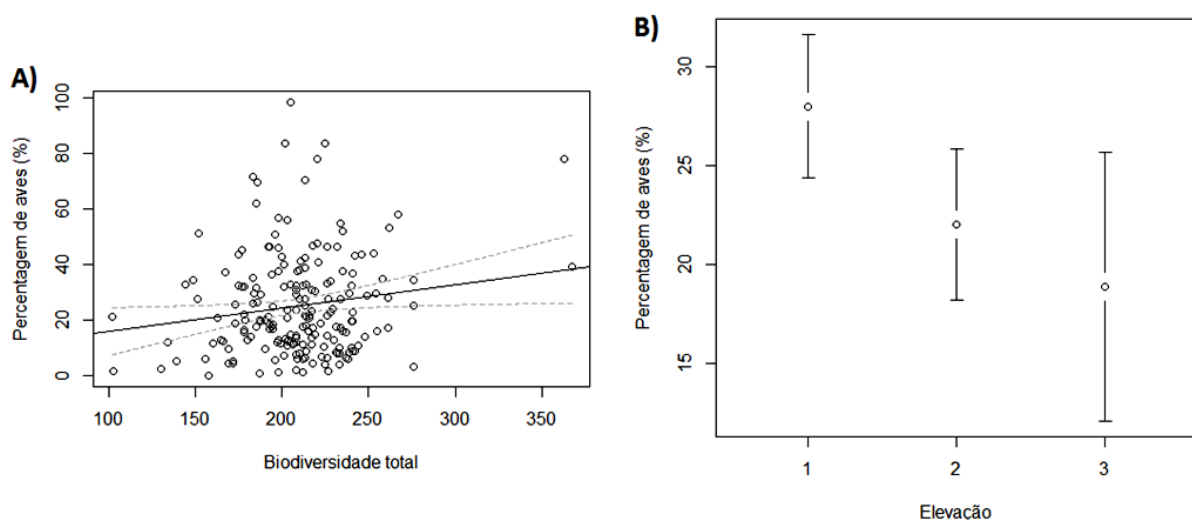 A)
Percentagem de aves (%)
100
80
60
40
20
0
100 150 200 250 300 350
Biodiversidade total
B)
Percentagem de aves (%)
30
25
20
15
1 2 3
Elevação